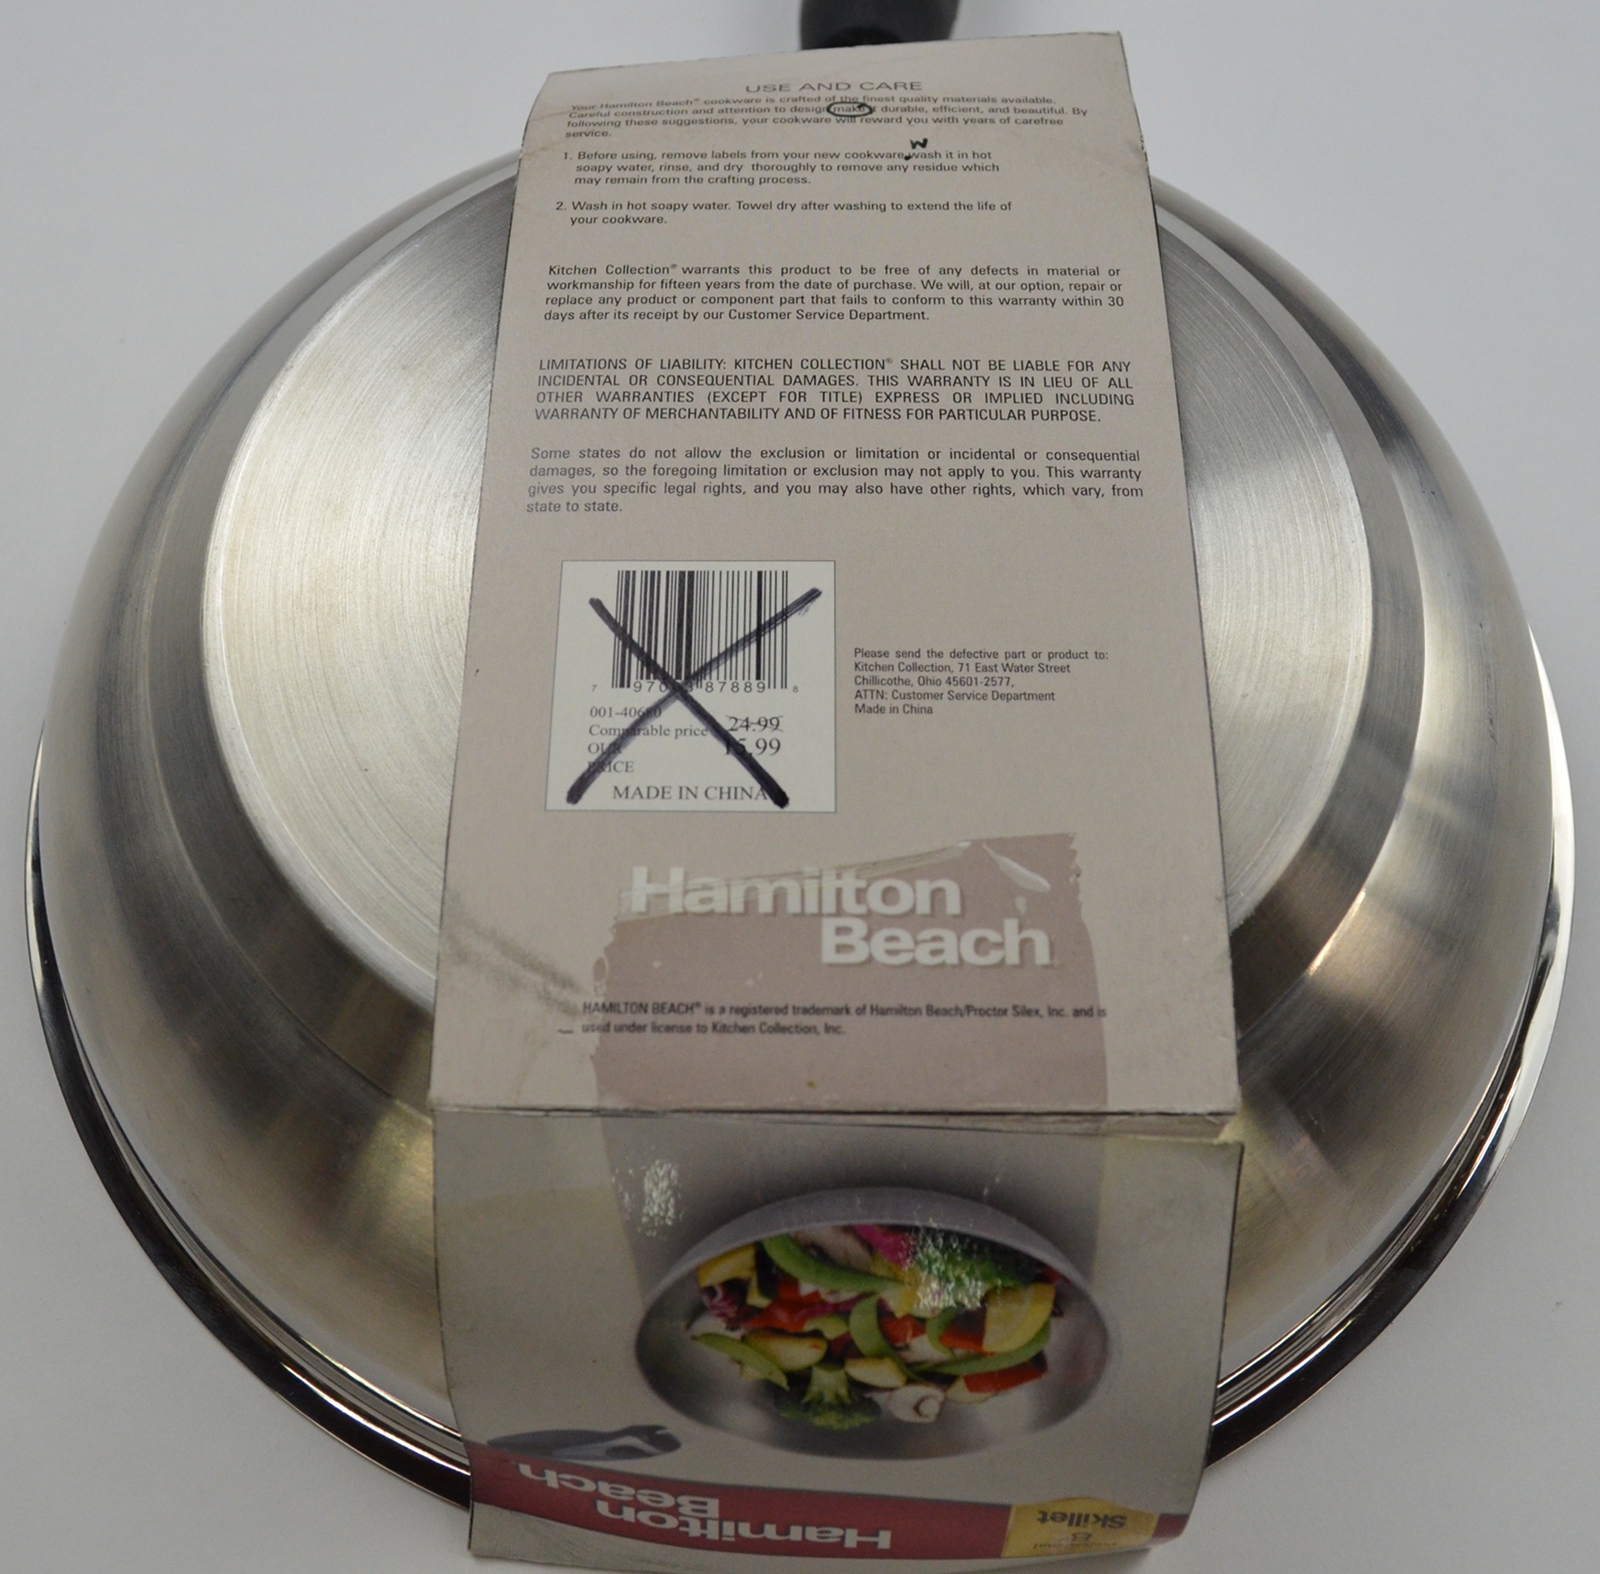 USE AND CARE
Your Hamilton Beach® cookware is crafted of the finest quality materials available.
Careful construction and attention to design make it durable, efficient, and beautiful. By
following these suggestions, your cookware will reward you with years of carefree
service.
W
1. Before using, remove labels from your new cookware, wash it in hot
soapy water, rinse, and dry thoroughly to remove any residue which
may remain from the crafting process.
2. Wash in hot soapy water. Towel dry after washing to extend the life of
your cookware.
Kitchen Collection® warrants this product to be free of any defects in material or
workmanship for fifteen years from the date of purchase. We will, at our option, repair or
replace any product or component part that fails to conform to this warranty within 30
days after its receipt by our Customer Service Department.
LIMITATIONS OF LIABILITY: KITCHEN COLLECTION® SHALL NOT BE LIABLE FOR ANY
INCIDENTAL OR CONSEQUENTIAL DAMAGES. THIS WARRANTY IS IN LIEU OF ALL
OTHER WARRANTIES (EXCEPT FOR TITLE) EXPRESS OR IMPLIED INCLUDING
WARRANTY OF MERCHANTABILITY AND OF FITNESS FOR PARTICULAR PURPOSE.
Some states do not allow the exclusion or limitation or incidental or consequential
damages, so the foregoing limitation or exclusion may not apply to you. This warranty
gives you specific legal rights, and you may also have other rights, which vary, from
state to state.
7 87889 8
Comparable price 24.99
OUR 15.99
PRICE
MADE IN CHINA
Please send the defective part or product to:
Kitchen Collection, 71 East Water Street
Chillicothe, Ohio 45601-2577,
ATTN: Customer Service Department
Made in China
Hamilton
Beach
HAMILTON BEACH® is a registered trademark of Hamilton Beach/Proctor Silex, Inc. and is
used under license to Kitchen Collection, Inc.
Hamilton
Beach
8"
Skillet